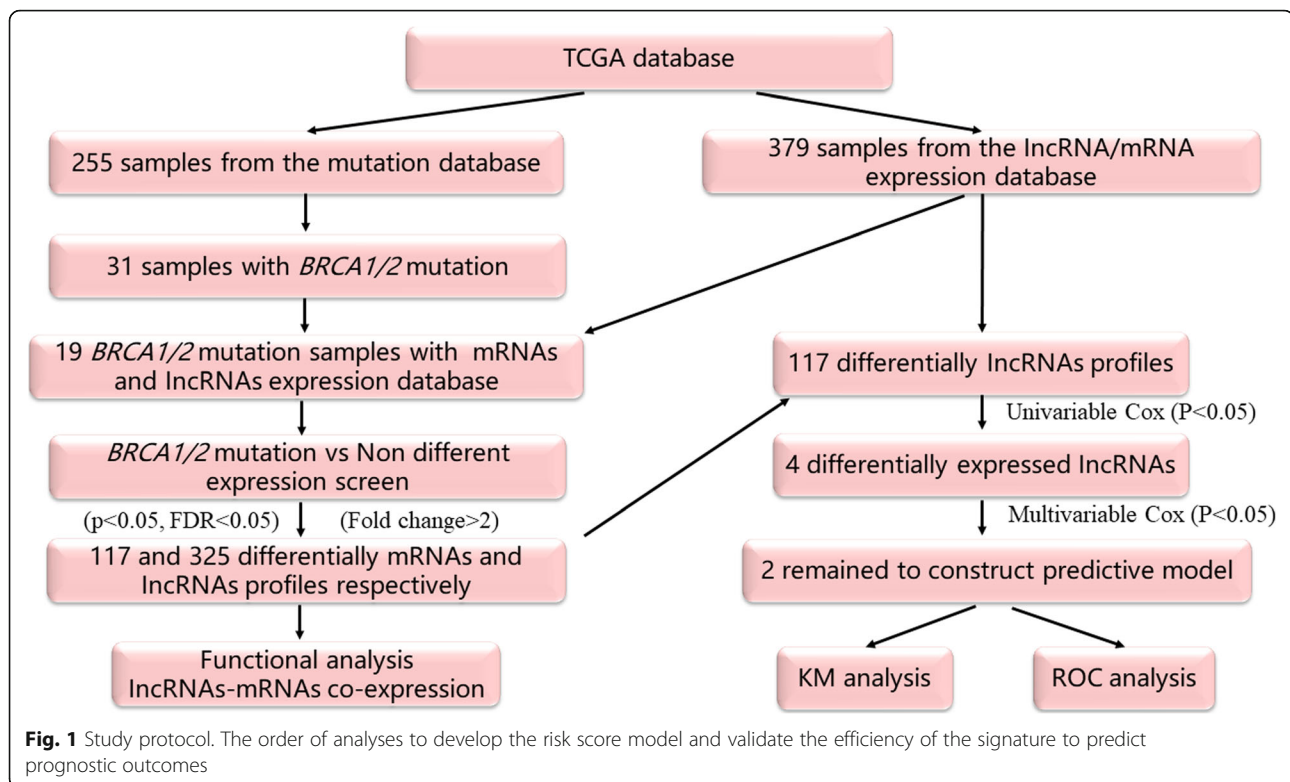 TCGA database
255 samples from the mutation database
379 samples from the lncRNA/mRNA
expression database
31 samples with BRCA1/2 mutation
19 BRCA1/2 mutation samples with mRNAs
and lncRNAs expression database
117 differentially lncRNAs profiles
Univariable Cox (P<0.05)
BRCA1/2 mutation vs Non different
expression screen
4 differentially expressed lncRNAs
(p<0.05, FDR<0.05) (Fold change>2)
Multivariable Cox (P<0.05)
117 and 325 differentially mRNAs and
lncRNAs profiles respectively
2 remained to construct predictive model
Functional analysis
lncRNAs-mRNAs co-expression
KM analysis
ROC analysis
Fig. 1 Study protocol. The order of analyses to develop the risk score model and validate the efficiency of the signature to predict
prognostic outcomes